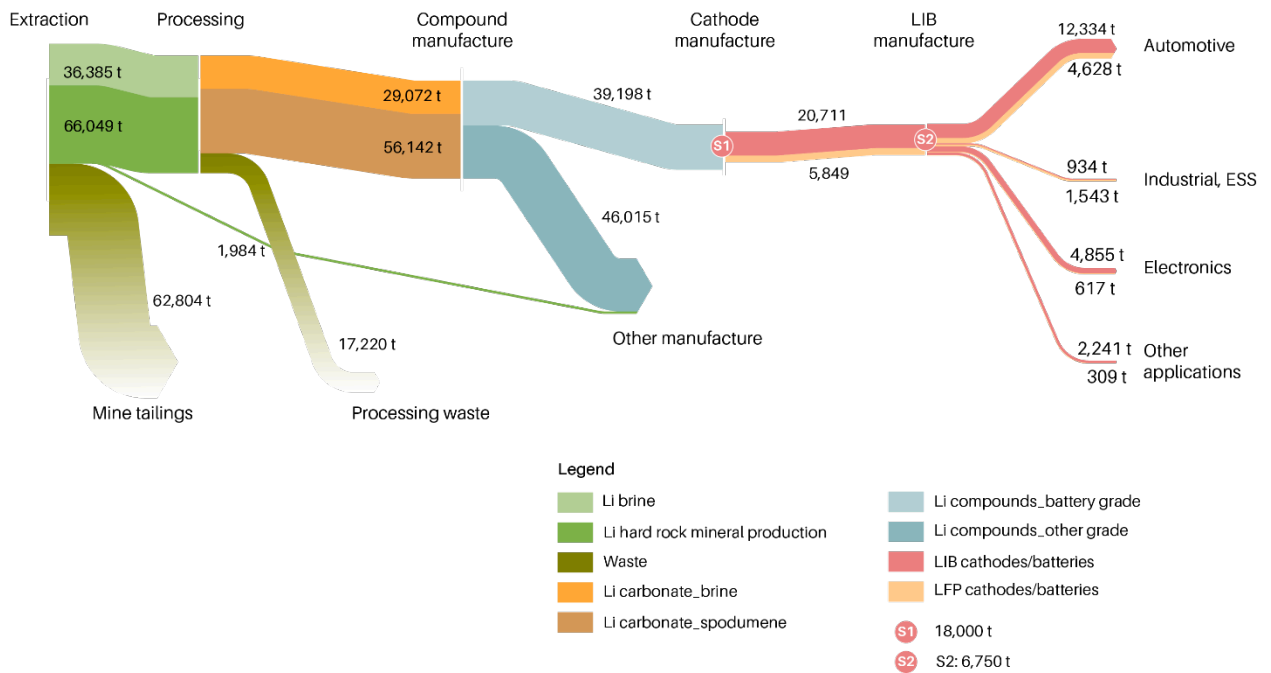 Extraction
Processing
Compound
manufacture
Cathode
manufacture
LIB
manufacture
12,334 t
Automotive
4,628 t
36,385 t
29,072 t
39,198 t
20,711
66,049 t
56,142 t
S1
S2
5,849
934 t
Industrial, ESS
1,543 t
46,015 t
1,984 t
4,855 t
Electronics
617 t
62,804 t
17,220 t
Other manufacture
2,241 t
Other
applications
309 t
Mine tailings
Processing waste
Legend
Li brine
Li hard rock mineral production
Waste
Li carbonate_brine
Li carbonate_spodumene
Li compounds_battery grade
Li compounds_other grade
LIB cathodes/batteries
LFP cathodes/batteries
S1 18,000 t
S2 S2: 6,750 t